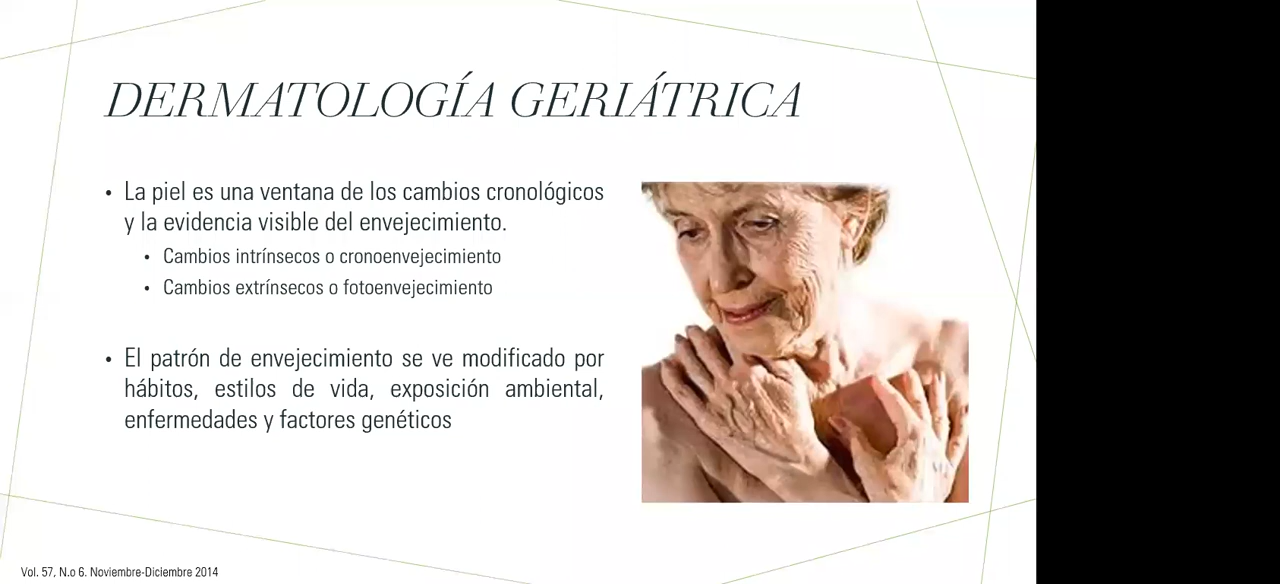 DERMATOLOGÍA GERIÁTRICA
• La piel es una ventana de los cambios cronológicos
y la evidencia visible del envejecimiento.
• Cambios intrínsecos o cronoenvejecimiento
• Cambios extrínsecos o fotoenvejecimiento
• El patrón de envejecimiento se ve modificado por
hábitos, estilos de vida, exposición ambiental,
enfermedades y factores genéticos
Vol. 57, N.o 6. Noviembre-Diciembre 2014